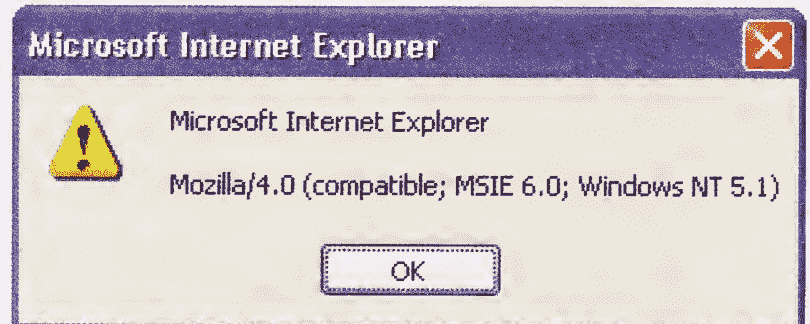 Microsoft Internet Explorer
Microsoft Internet Explorer
Mozilla/4.0 (compatible; MSIE 6.0; Windows NT 5.1)
OK